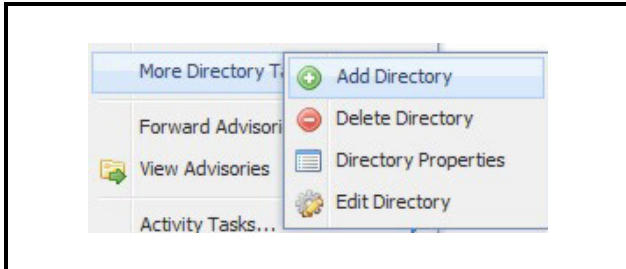 More Directory
Add Directory
Delete Directory
Forward
Directory Properties
View Advisories
Edit Directory
Activity Tasks...